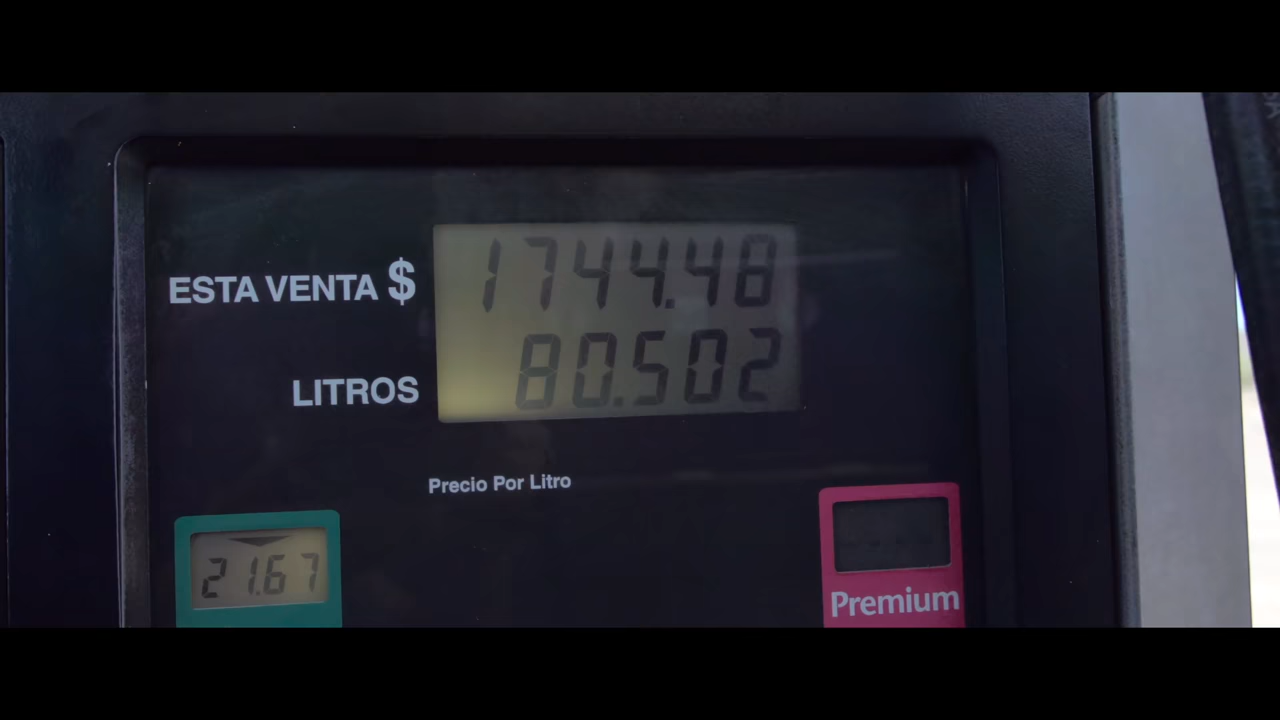 ESTA VENTA $ 1744.48
LITROS 80.502
Precio Por Litro
21.67
Premium